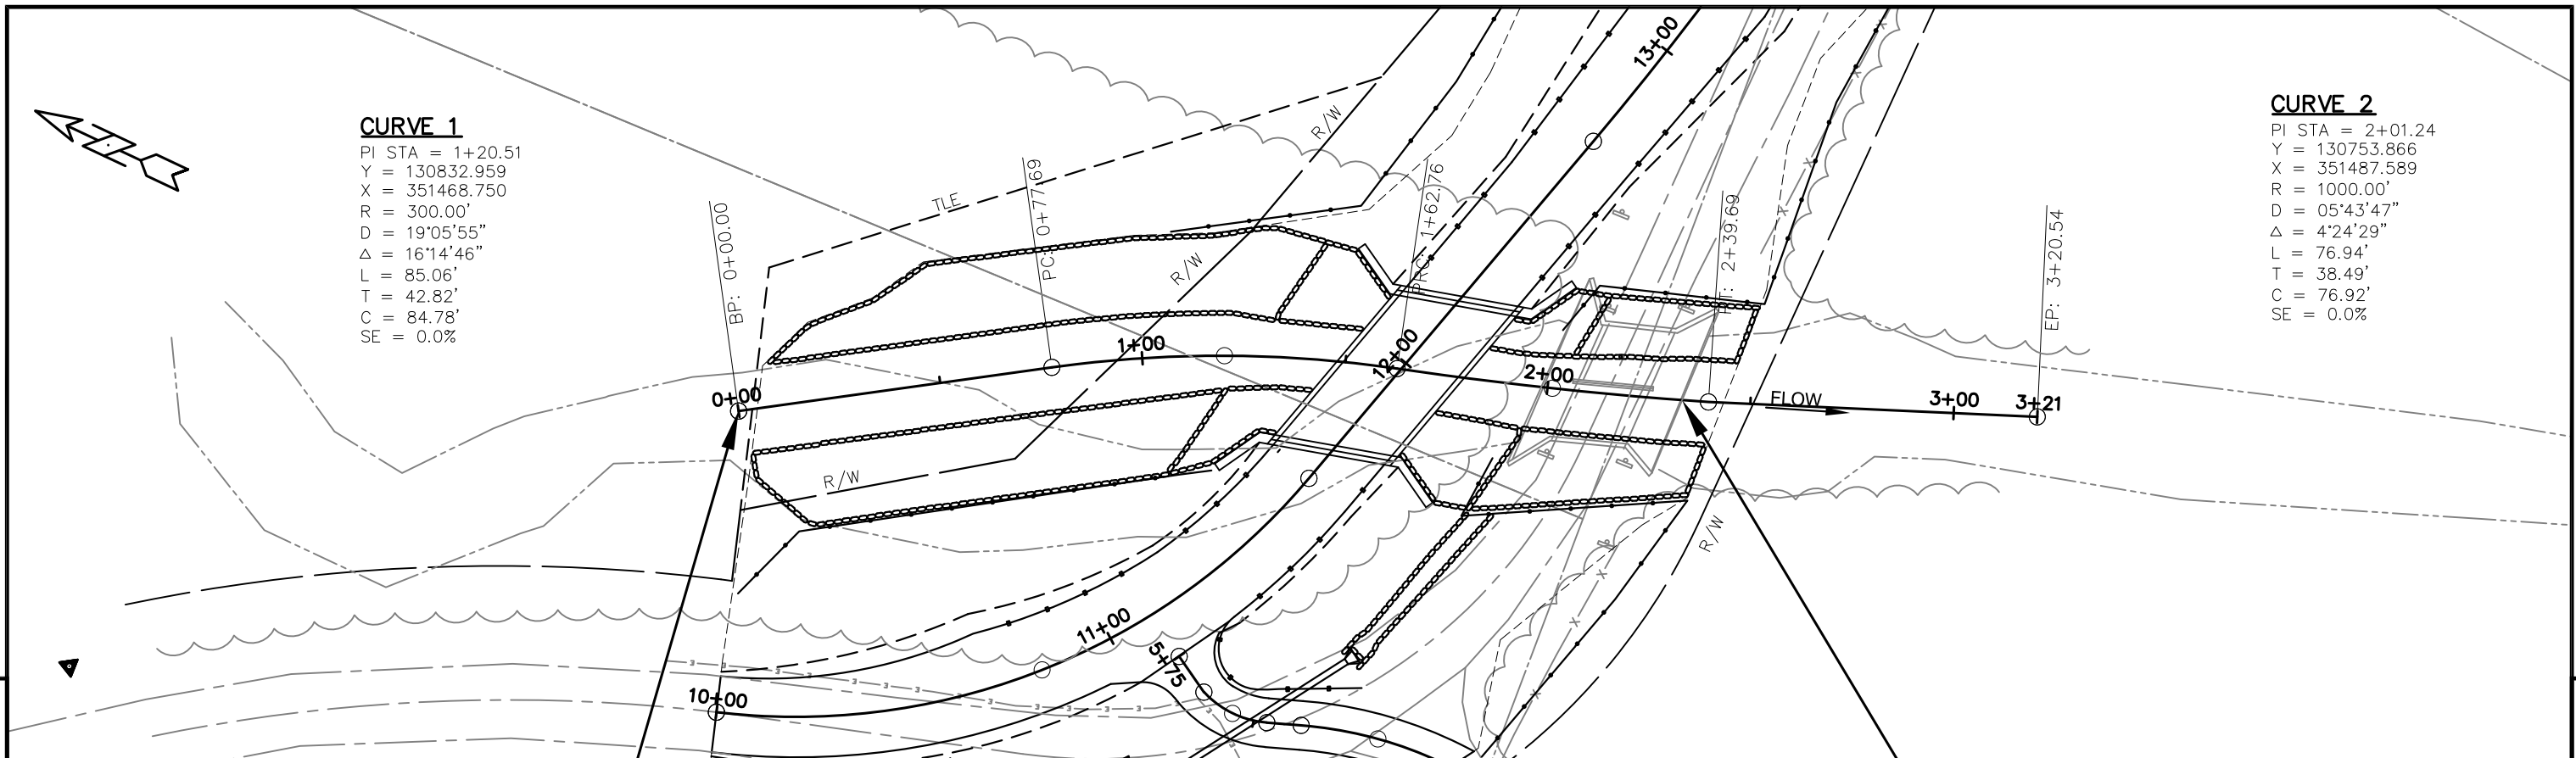 CURVE 1
PI STA = 1+20.51
Y = 130832.959
X = 351468.750
R = 300.00'
D = 19°05'55"
Δ = 16°14'46"
L = 85.06'
T = 42.82'
C = 84.78'
SE = 0.0%
CURVE 2
PI STA = 2+01.24
Y = 130753.866
X = 351487.589
R = 1000.00'
D = 05°43'47"
Δ = 4°24'29"
L = 76.94'
T = 38.49'
C = 76.92'
SE = 0.0%
13+00
R/W
TLE
BP: 0+00.00
PC: 0+77.69
PRC: 1+62.76
PT: 2+39.69
EP: 3+20.54
R/W
0+00
1+00
12+00
2+00
FLOW
3+00
3+21
R/W
R/W
11+00
5+75
10+00